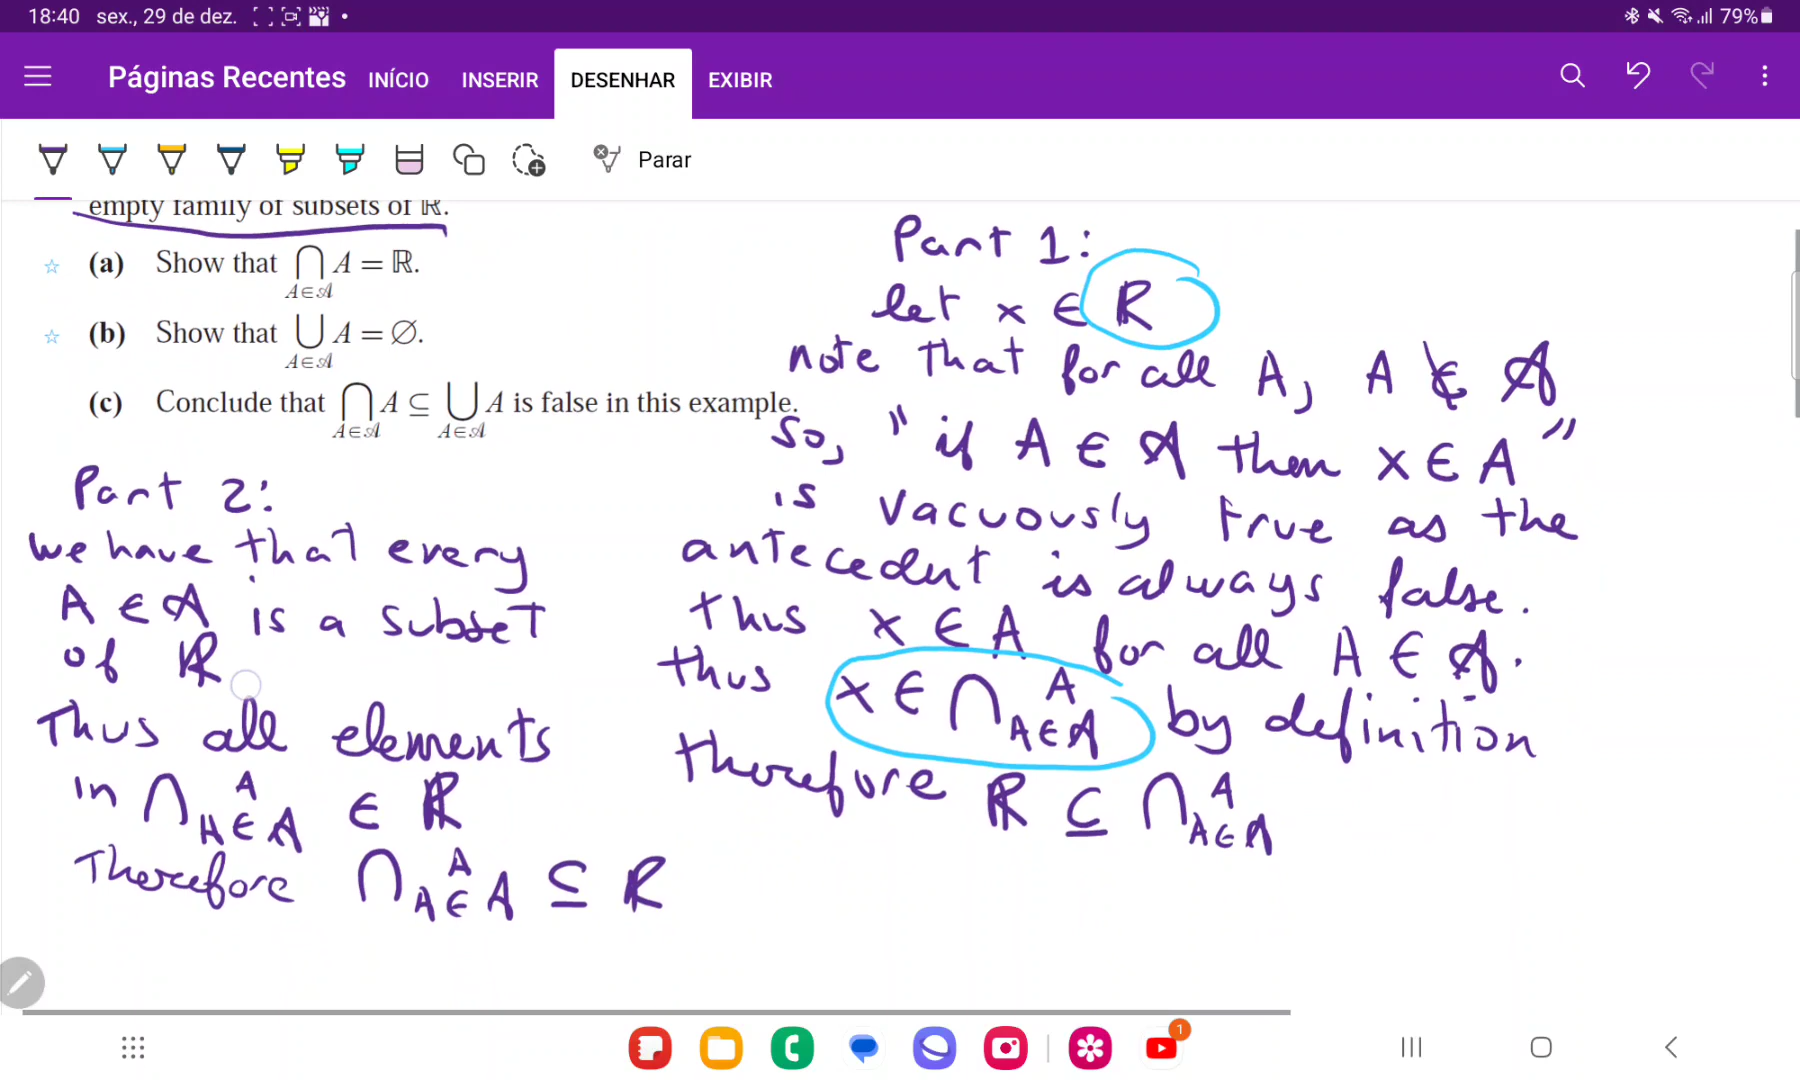 18:40 sex., 29 de dez. 79%
Páginas Recentes INÍCIO INSERIR DESENHAR EXIBIR
Parar
empty family of subsets of ℝ.
☆ (a) Show that ⋂ A = ℝ.
A∈𝒜
☆ (b) Show that ⋃ A = ∅.
A∈𝒜
(c) Conclude that ⋂ A ⊆ ⋃ A is false in this example.
A∈𝒜 A∈𝒜
Part 1:
let x ∈ ℝ
note that for all A, A ∉ 𝒜
so, "if A ∈ 𝒜 then x ∈ A"
is vacuously true as the
antecedent is always false.
thus x ∈ A for all A ∈ 𝒜.
thus x ∈ ⋂ A∈𝒜 A by definition
therefore ℝ ⊆ ⋂ A∈𝒜 A
Part 2:
we have that every
A ∈ 𝒜 is a subset
of ℝ
Thus all elements
in ⋂ A∈𝒜 A ∈ ℝ
Therefore ⋂ A∈𝒜 A ⊆ ℝ
1